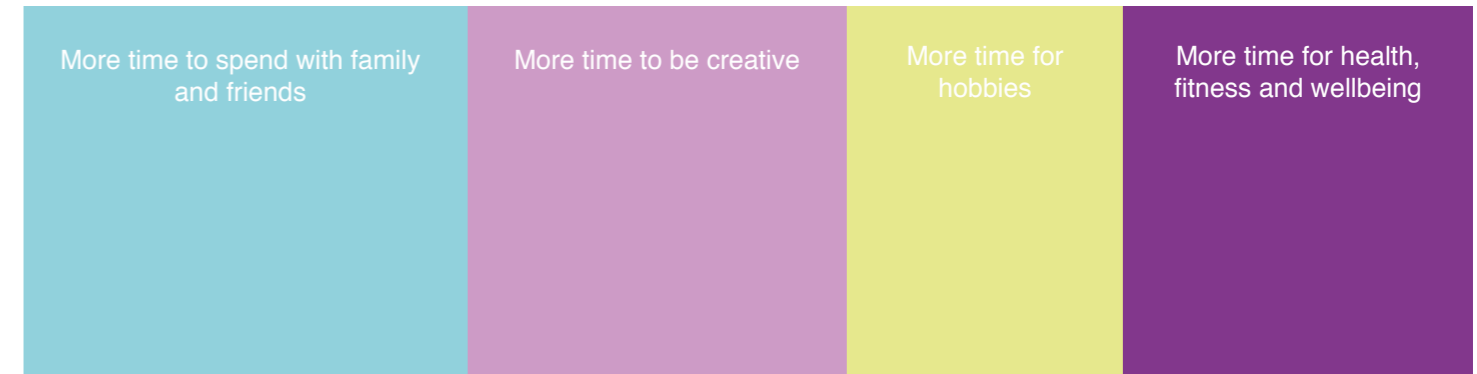 More time to spend with family
and friends
More time to be creative
More time for
hobbies
More time for health,
fitness and wellbeing